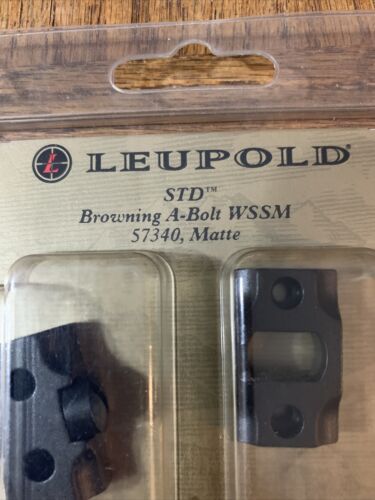 LEUPOLD®
STD™
Browning A-Bolt WSSM
57340, Matte